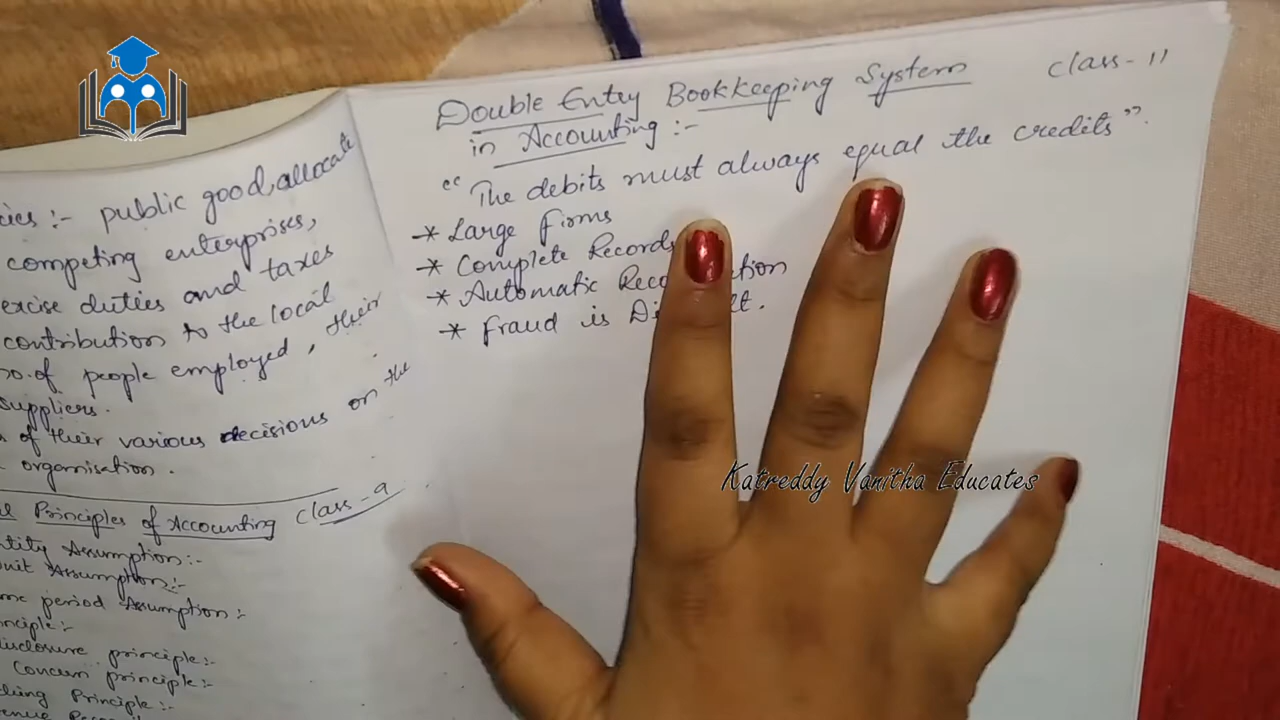 public good, allocate
competing enterprises,
excise duties and taxes
contribution to the local
of people employed, their
suppliers.
of their various decisions on the
organisation.
Principles of Accounting class-9
Assumption:-
Assumption:-
period Assumption:-
principle:-
Concern principle:-
Principle:-
Double Entry Bookkeeping System class-11
in Accounting:-
"The debits must always equal the credits".
* Large firms
* Complete Records
* Automatic
* Fraud is
Katreddy Vanitha Educates